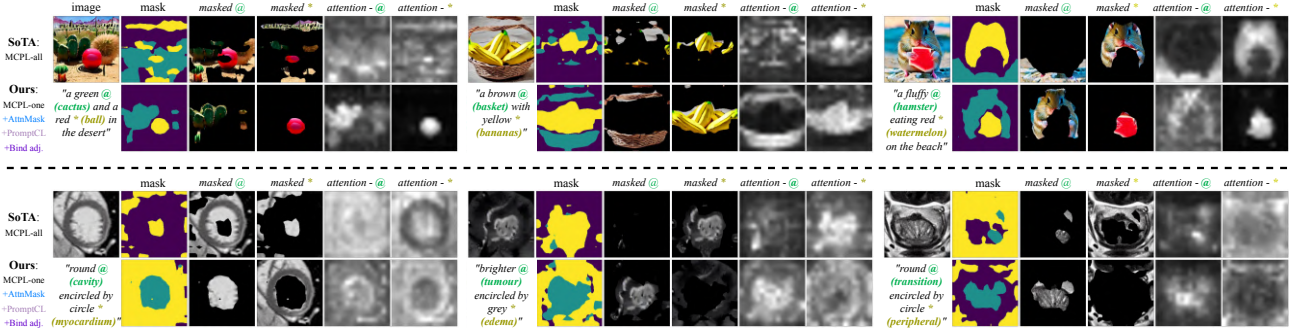 image mask masked @ masked * attention - @ attention - *
mask masked @ masked * attention - @ attention - *
mask masked @ masked * attention - @ attention - *
SoTA:
MCPL-all
Ours:
MCPL-one
+AttnMask
+PromptCL
+Bind adj.
"a green @
(cactus) and a
red * (ball) in
the desert"
"a brown @
(basket) with
yellow *
(bananas)"
"a fluffy @
(hamster)
eating red *
(watermelon)
on the beach"
mask masked @ masked * attention - @ attention - *
mask masked @ masked * attention - @ attention - *
mask masked @ masked * attention - @ attention - *
SoTA:
MCPL-all
Ours:
MCPL-one
+AttnMask
+PromptCL
+Bind adj.
"round @
(cavity)
encircled by
circle *
(myocardium)"
"brighter @
(tumour)
encircled by
grey *
(edema)"
"round @
(transition)
encircled by
circle *
(peripheral)"